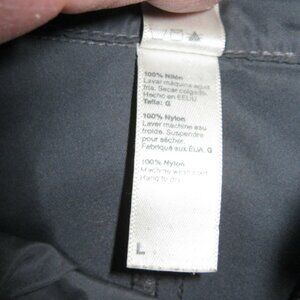 100% Nilón
Lavar máquina agua
fría. Secar colgado.
Hecho en EEUU
Talla: G
100% Nylon
Laver machine eau
froide. Suspendre
pour sécher.
Fabriqué aux É.U.A. G
100% Nylon
Machine wash cold
Hang to dry
L